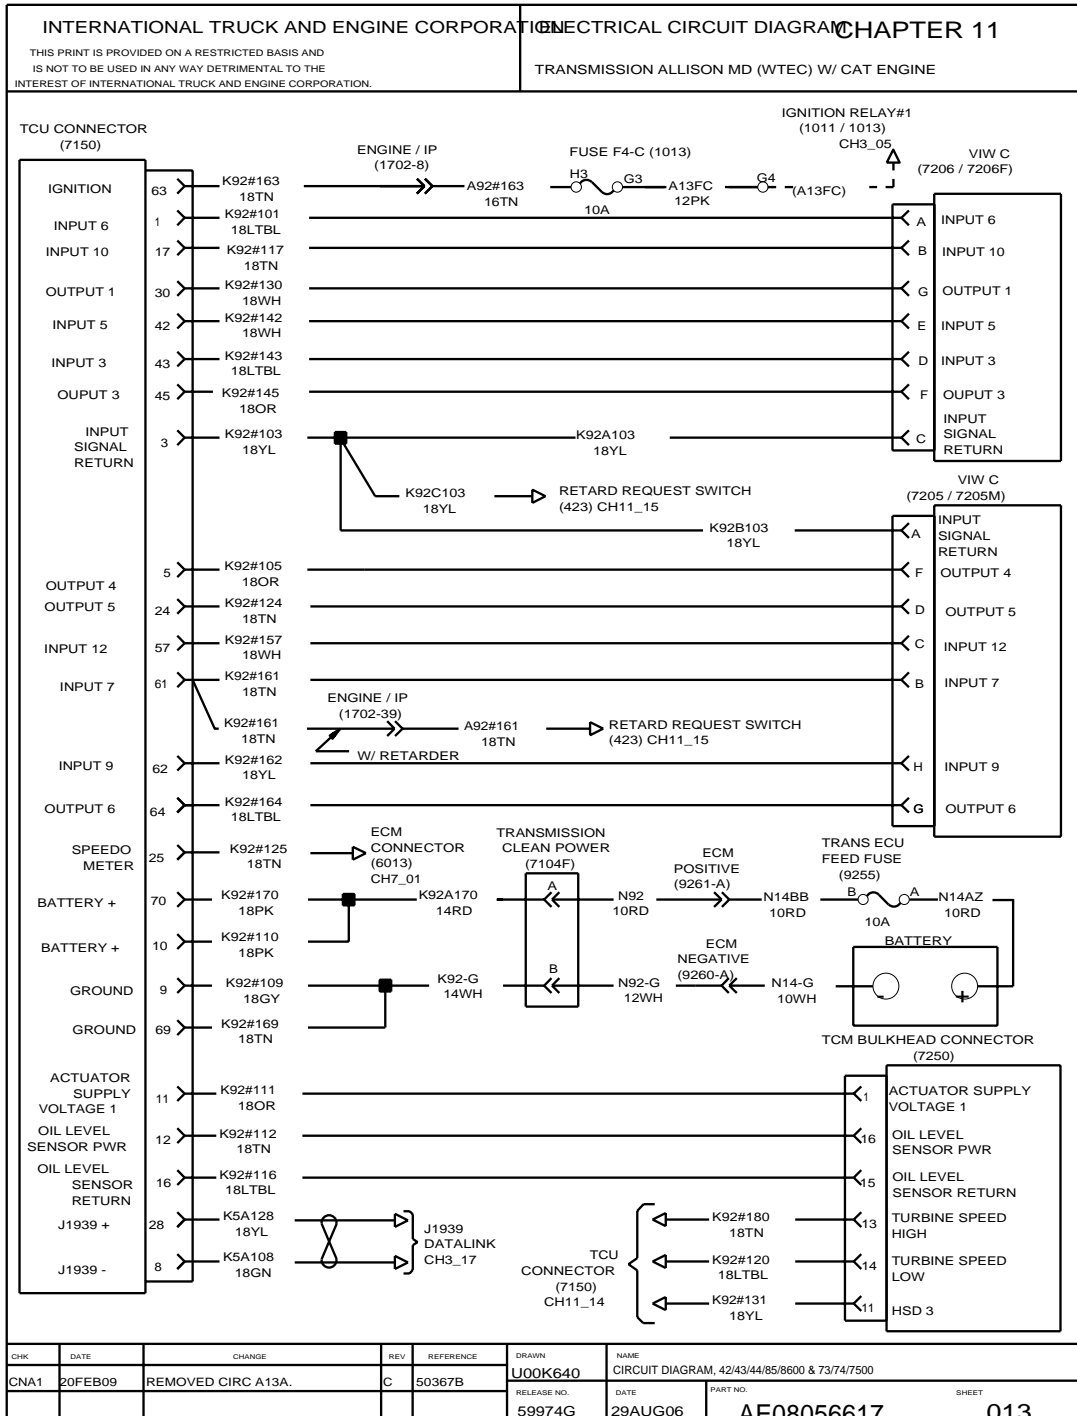 INTERNATIONAL TRUCK AND ENGINE CORPORATION
ELECTRICAL CIRCUIT DIAGRAM
CHAPTER 11
THIS PRINT IS PROVIDED ON A RESTRICTED BASIS AND
IS NOT TO BE USED IN ANY WAY DETRIMENTAL TO THE
INTEREST OF INTERNATIONAL TRUCK AND ENGINE CORPORATION.
TRANSMISSION ALLISON MD (WTEC) W/ CAT ENGINE
TCU CONNECTOR
(7150)
ENGINE / IP
(1702-8)
FUSE F4-C (1013)
IGNITION RELAY#1
(1011 / 1013)
CH3_05
VIW C
(7206 / 7206F)
IGNITION 63 K92#163 A92#163 H3 G3 A13FC G4 (A13FC)
18TN 16TN 10A 12PK
INPUT 6 1 K92#101 A INPUT 6
18LTBL
INPUT 10 17 K92#117 B INPUT 10
18TN
OUTPUT 1 30 K92#130 G OUTPUT 1
18WH
INPUT 5 42 K92#142 E INPUT 5
18WH
INPUT 3 43 K92#143 D INPUT 3
18LTBL
OUPUT 3 45 K92#145 F OUPUT 3
18OR
INPUT
SIGNAL
RETURN
3 K92#103 K92A103 C
18YL 18YL
INPUT
SIGNAL
RETURN
VIW C
(7205 / 7205M)
K92C103
18YL
RETARD REQUEST SWITCH
(423) CH11_15
K92B103 A
18YL
INPUT
SIGNAL
RETURN
OUTPUT 4 5 K92#105 F OUTPUT 4
18OR
OUTPUT 5 24 K92#124 D OUTPUT 5
18TN
INPUT 12 57 K92#157 C INPUT 12
18WH
INPUT 7 61 K92#161 B INPUT 7
18TN
ENGINE / IP
(1702-39)
K92#161 A92#161
18TN 18TN
RETARD REQUEST SWITCH
(423) CH11_15
W/ RETARDER
INPUT 9 62 K92#162 H INPUT 9
18YL
OUTPUT 6 64 K92#164 G OUTPUT 6
18LTBL
SPEEDO
METER
25 K92#125
18TN
ECM
CONNECTOR
(6013)
CH7_01
TRANSMISSION
CLEAN POWER
(7104F)
ECM
POSITIVE
(9261-A)
TRANS ECU
FEED FUSE
(9255)
BATTERY + 70 K92#170 K92A170 A N92 N14BB B A N14AZ
18PK 14RD 10RD 10RD 10A 10RD
BATTERY + 10 K92#110
18PK
ECM
NEGATIVE
(9260-A)
BATTERY
- +
GROUND 9 K92#109 K92-G B N92-G N14-G
18GY 14WH 12WH 10WH
GROUND 69 K92#169
18TN
TCM BULKHEAD CONNECTOR
(7250)
ACTUATOR
SUPPLY
VOLTAGE 1
11 K92#111 1
18OR
ACTUATOR SUPPLY
VOLTAGE 1
OIL LEVEL
SENSOR PWR
12 K92#112 16
18TN
OIL LEVEL
SENSOR PWR
OIL LEVEL
SENSOR
RETURN
16 K92#116 15
18LTBL
OIL LEVEL
SENSOR RETURN
J1939 + 28 K5A128
18YL
J1939 - 8 K5A108
18GN
J1939
DATALINK
CH3_17
TCU
CONNECTOR
(7150)
CH11_14
K92#180 13
18TN
TURBINE SPEED
HIGH
K92#120 14
18LTBL
TURBINE SPEED
LOW
K92#131 11 HSD 3
18YL
CHK DATE CHANGE REV REFERENCE DRAWN NAME
CNA1 20FEB09 REMOVED CIRC A13A. C 50367B U00K640 CIRCUIT DIAGRAM, 42/43/44/85/8600 & 73/74/7500
RELEASE NO. DATE PART NO. SHEET
59974G 29AUG06 AE08056617 013